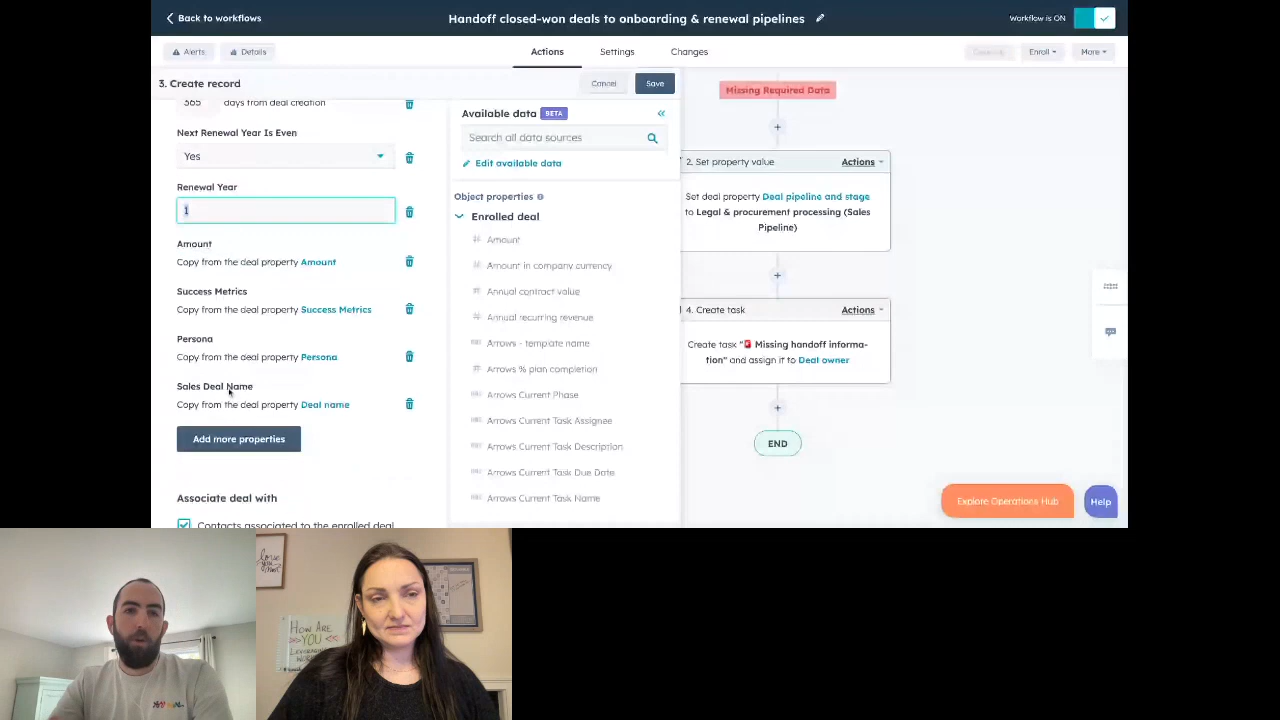 Back to workflows
Handoff closed-won deals to onboarding & renewal pipelines
Workflow is ON
Alerts
Details
Actions
Settings
Changes
Enroll
More
3. Create record
Cancel
Save
365 days from deal creation
Next Renewal Year Is Even
Yes
Renewal Year
1
Amount
Copy from the deal property Amount
Success Metrics
Copy from the deal property Success Metrics
Persona
Copy from the deal property Persona
Sales Deal Name
Copy from the deal property Deal name
Add more properties
Associate deal with
Contacts associated to the enrolled deal
Available data BETA
Search all data sources
Edit available data
Object properties
Enrolled deal
Amount
Amount in company currency
Annual contract value
Annual recurring revenue
Arrows - template name
Arrows % plan completion
Arrows Current Phase
Arrows Current Task Assignee
Arrows Current Task Description
Arrows Current Task Due Date
Arrows Current Task Name
Missing Required Data
2. Set property value
Actions
Set deal property Deal pipeline and stage
to Legal & procurement processing (Sales
Pipeline)
4. Create task
Actions
Create task "🚨 Missing handoff informa-
tion" and assign it to Deal owner
END
Explore Operations Hub
Help
HOW ARE
YOU